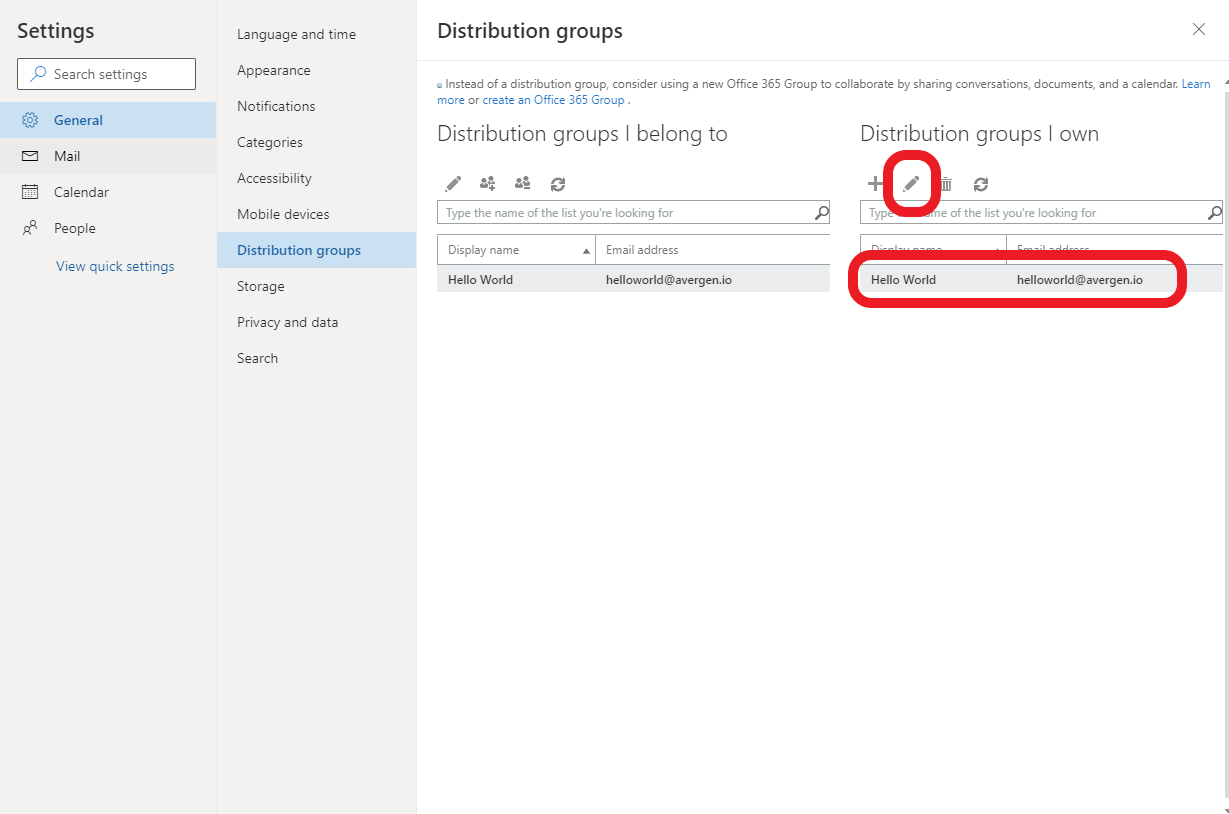 Settings
Search settings
General
Mail
Calendar
People
View quick settings
Language and time
Appearance
Notifications
Categories
Accessibility
Mobile devices
Distribution groups
Storage
Privacy and data
Search
Distribution groups
Instead of a distribution group, consider using a new Office 365 Group to collaborate by sharing conversations, documents, and a calendar. Learn
more or create an Office 365 Group .
Distribution groups I belong to
Type the name of the list you're looking for
Display name Email address
Hello World helloworld@avergen.io
Distribution groups I own
Type name of the list you're looking for
Display name Email address
Hello World helloworld@avergen.io